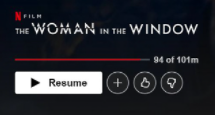 N FILM
THE WOMAN IN THE WINDOW
94 of 101m
Resume